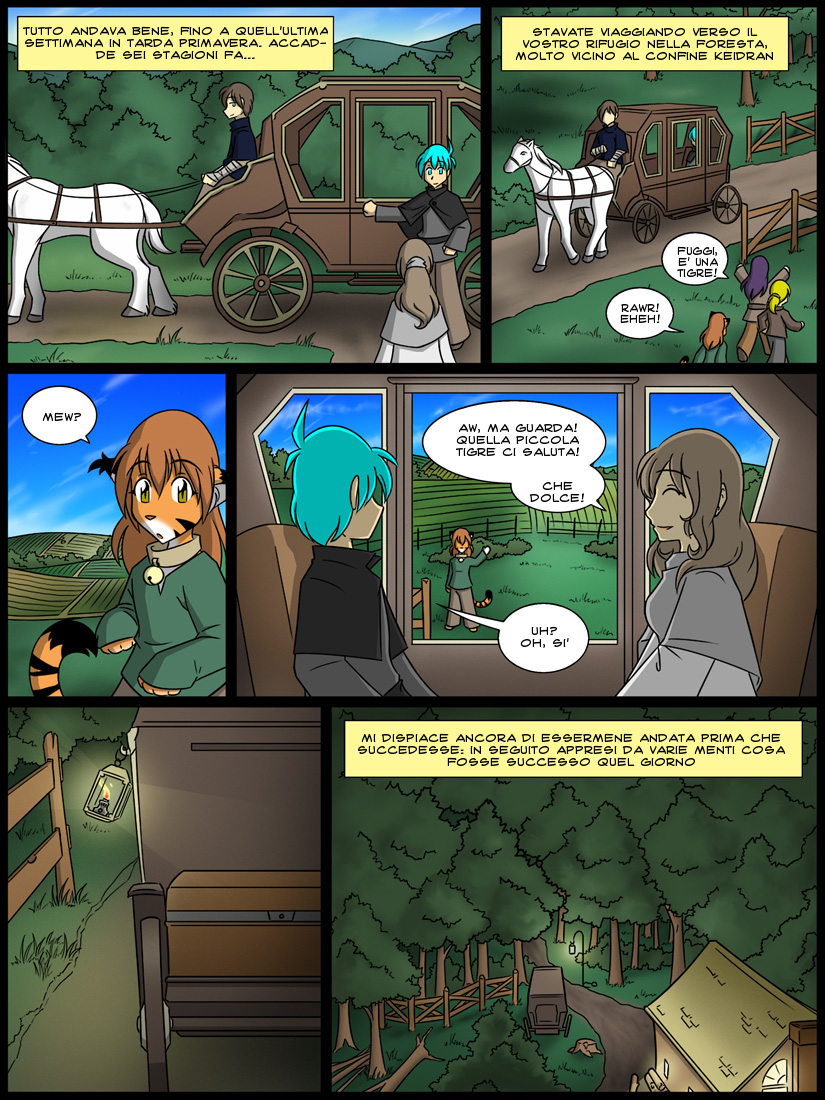 TUTTO ANDAVA BENE, FINO A QUELL'ULTIMA
SETTIMANA IN TARDA PRIMAVERA. ACCAD-
DE SEI STAGIONI FA...
STAVATE VIAGGIANDO VERSO IL
VOSTRO RIFUGIO NELLA FORESTA,
MOLTO VICINO AL CONFINE KEIDRAN
FUGGI,
E' UNA
TIGRE!
RAWR!
EHEH!
MEW?
AW, MA GUARDA!
QUELLA PICCOLA
TIGRE CI SALUTA!
CHE
DOLCE!
UH?
OH, SI'
MI DISPIACE ANCORA DI ESSERMENE ANDATA PRIMA CHE
SUCCEDESSE: IN SEGUITO APPRESI DA VARIE MENTI COSA
FOSSE SUCCESSO QUEL GIORNO